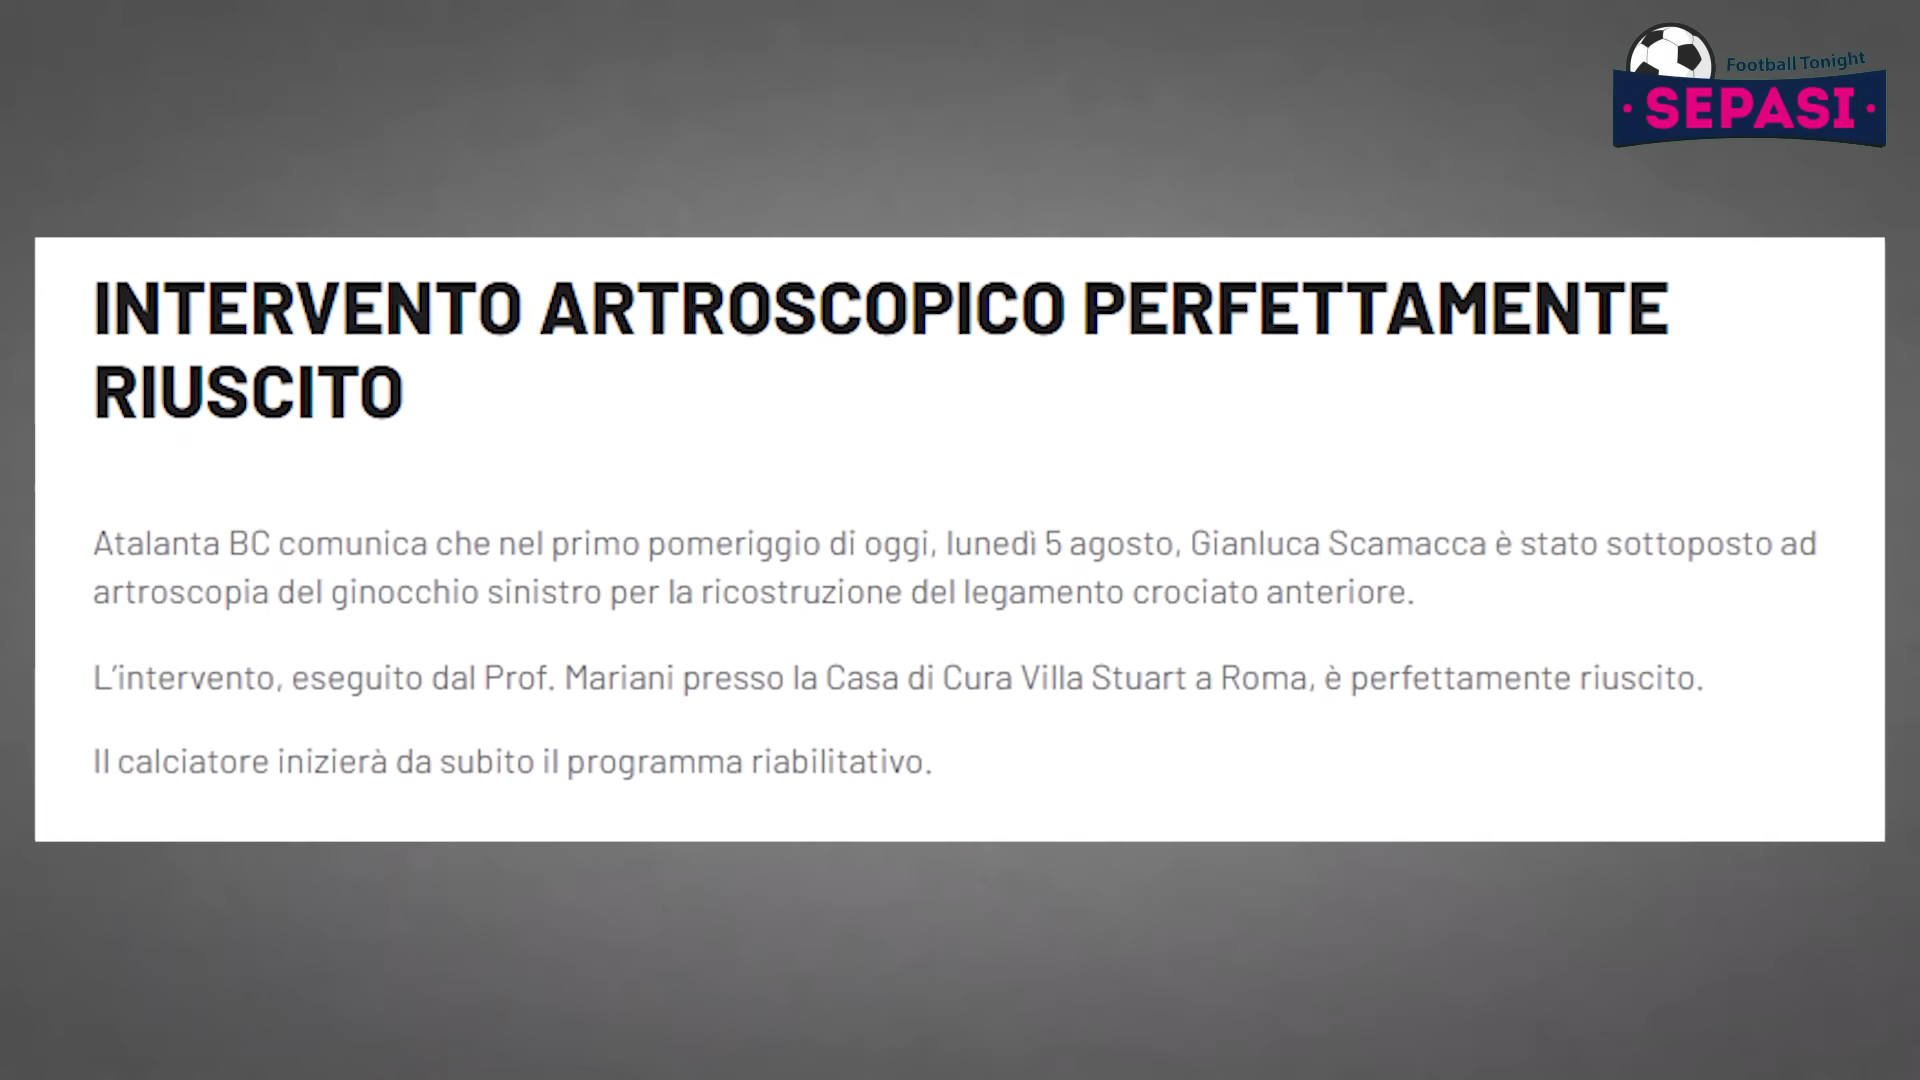 Football Tonight
· SEPASI ·
INTERVENTO ARTROSCOPICO PERFETTAMENTE
RIUSCITO
Atalanta BC comunica che nel primo pomeriggio di oggi, lunedì 5 agosto, Gianluca Scamacca è stato sottoposto ad
artroscopia del ginocchio sinistro per la ricostruzione del legamento crociato anteriore.
L’intervento, eseguito dal Prof. Mariani presso la Casa di Cura Villa Stuart a Roma, è perfettamente riuscito.
Il calciatore inizierà da subito il programma riabilitativo.